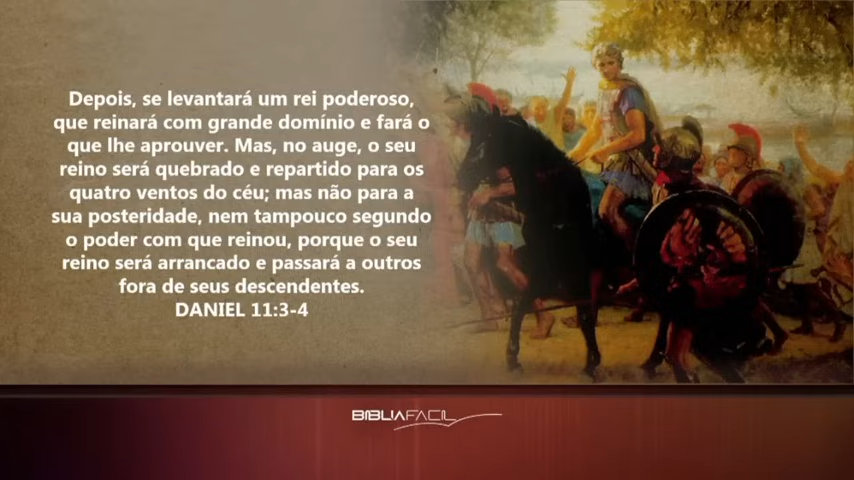 Depois, se levantará um rei poderoso,
que reinará com grande domínio e fará o
que lhe aprouver. Mas, no auge, o seu
reino será quebrado e repartido para os
quatro ventos do céu; mas não para a
sua posteridade, nem tampouco segundo
o poder com que reinou, porque o seu
reino será arrancado e passará a outros
fora de seus descendentes.
DANIEL 11:3-4
BÍBLIAFÁCIL